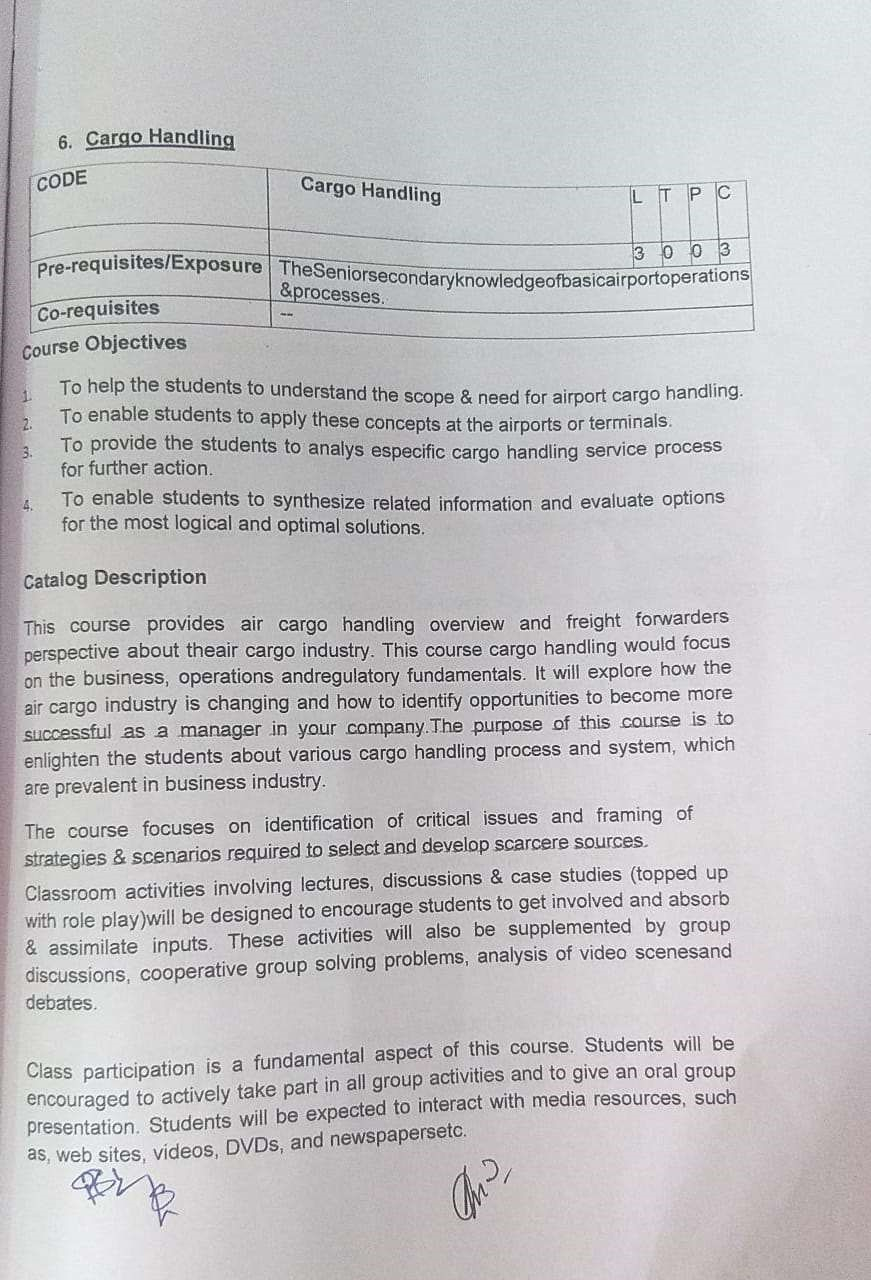 6. Cargo Handling
CODE Cargo Handling L T P C
3 0 0 3
Pre-requisites/Exposure TheSeniorsecondaryknowledgeofbasicairportoperations
&processes.
Co-requisites --
Course Objectives
1. To help the students to understand the scope & need for airport cargo handling.
2. To enable students to apply these concepts at the airports or terminals.
3. To provide the students to analys especific cargo handling service process
for further action.
4. To enable students to synthesize related information and evaluate options
for the most logical and optimal solutions.
Catalog Description
This course provides air cargo handling overview and freight forwarders
perspective about theair cargo industry. This course cargo handling would focus
on the business, operations andregulatory fundamentals. It will explore how the
air cargo industry is changing and how to identify opportunities to become more
successful as a manager in your company.The purpose of this course is to
enlighten the students about various cargo handling process and system, which
are prevalent in business industry.
The course focuses on identification of critical issues and framing of
strategies & scenarios required to select and develop scarcere sources.
Classroom activities involving lectures, discussions & case studies (topped up
with role play)will be designed to encourage students to get involved and absorb
& assimilate inputs. These activities will also be supplemented by group
discussions, cooperative group solving problems, analysis of video scenesand
debates.
Class participation is a fundamental aspect of this course. Students will be
encouraged to actively take part in all group activities and to give an oral group
presentation. Students will be expected to interact with media resources, such
as, web sites, videos, DVDs, and newspapersetc.